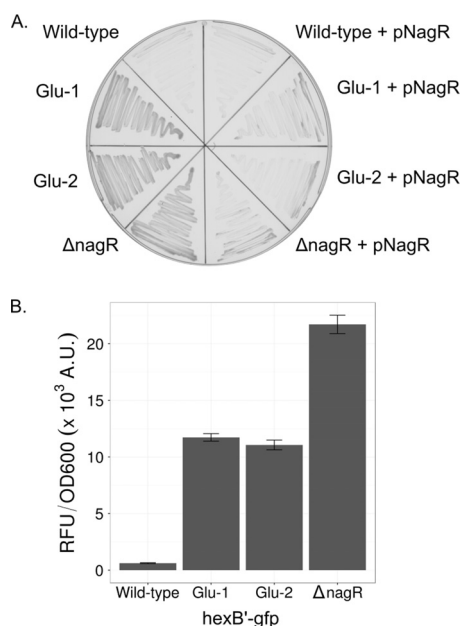 A.
Wild-type
Wild-type + pNagR
Glu-1
Glu-1 + pNagR
Glu-2
Glu-2 + pNagR
ΔnagR
ΔnagR + pNagR
B.
RFU/OD600 (x 10³ A.U.)
20
15
10
5
0
Wild-type Glu-1 Glu-2 ΔnagR
hexB'-gfp